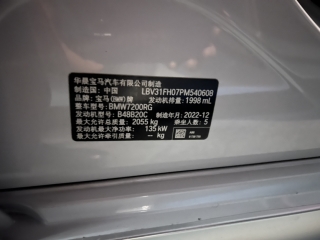 华晨宝马汽车有限公司制造
制造国：中国 LBV31FH07PM540608
品牌：宝马(BMW)牌 发动机排量：1998 mL
整车型号：BMW7200RG
发动机型号：B48B20C 制造年月：2022-12
最大允许总质量：2055 kg 乘坐人数：5
发动机最大净功率：135 kW
最大允许牵引质量：— kg